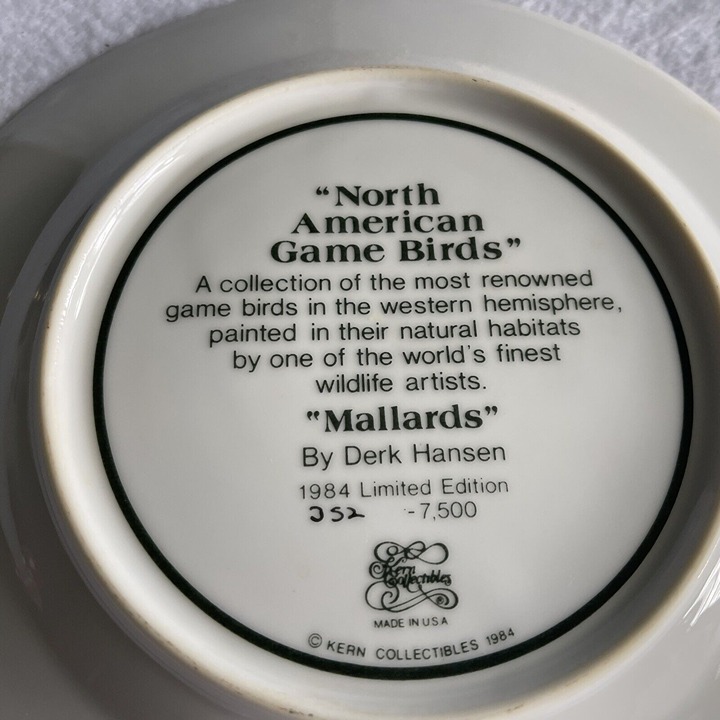 “North
American
Game Birds”
A collection of the most renowned
game birds in the western hemisphere,
painted in their natural habitats
by one of the world's finest
wildlife artists.
“Mallards”
By Derk Hansen
1984 Limited Edition
352 -7,500
Kern
Collectibles
®
MADE IN USA
© KERN COLLECTIBLES 1984